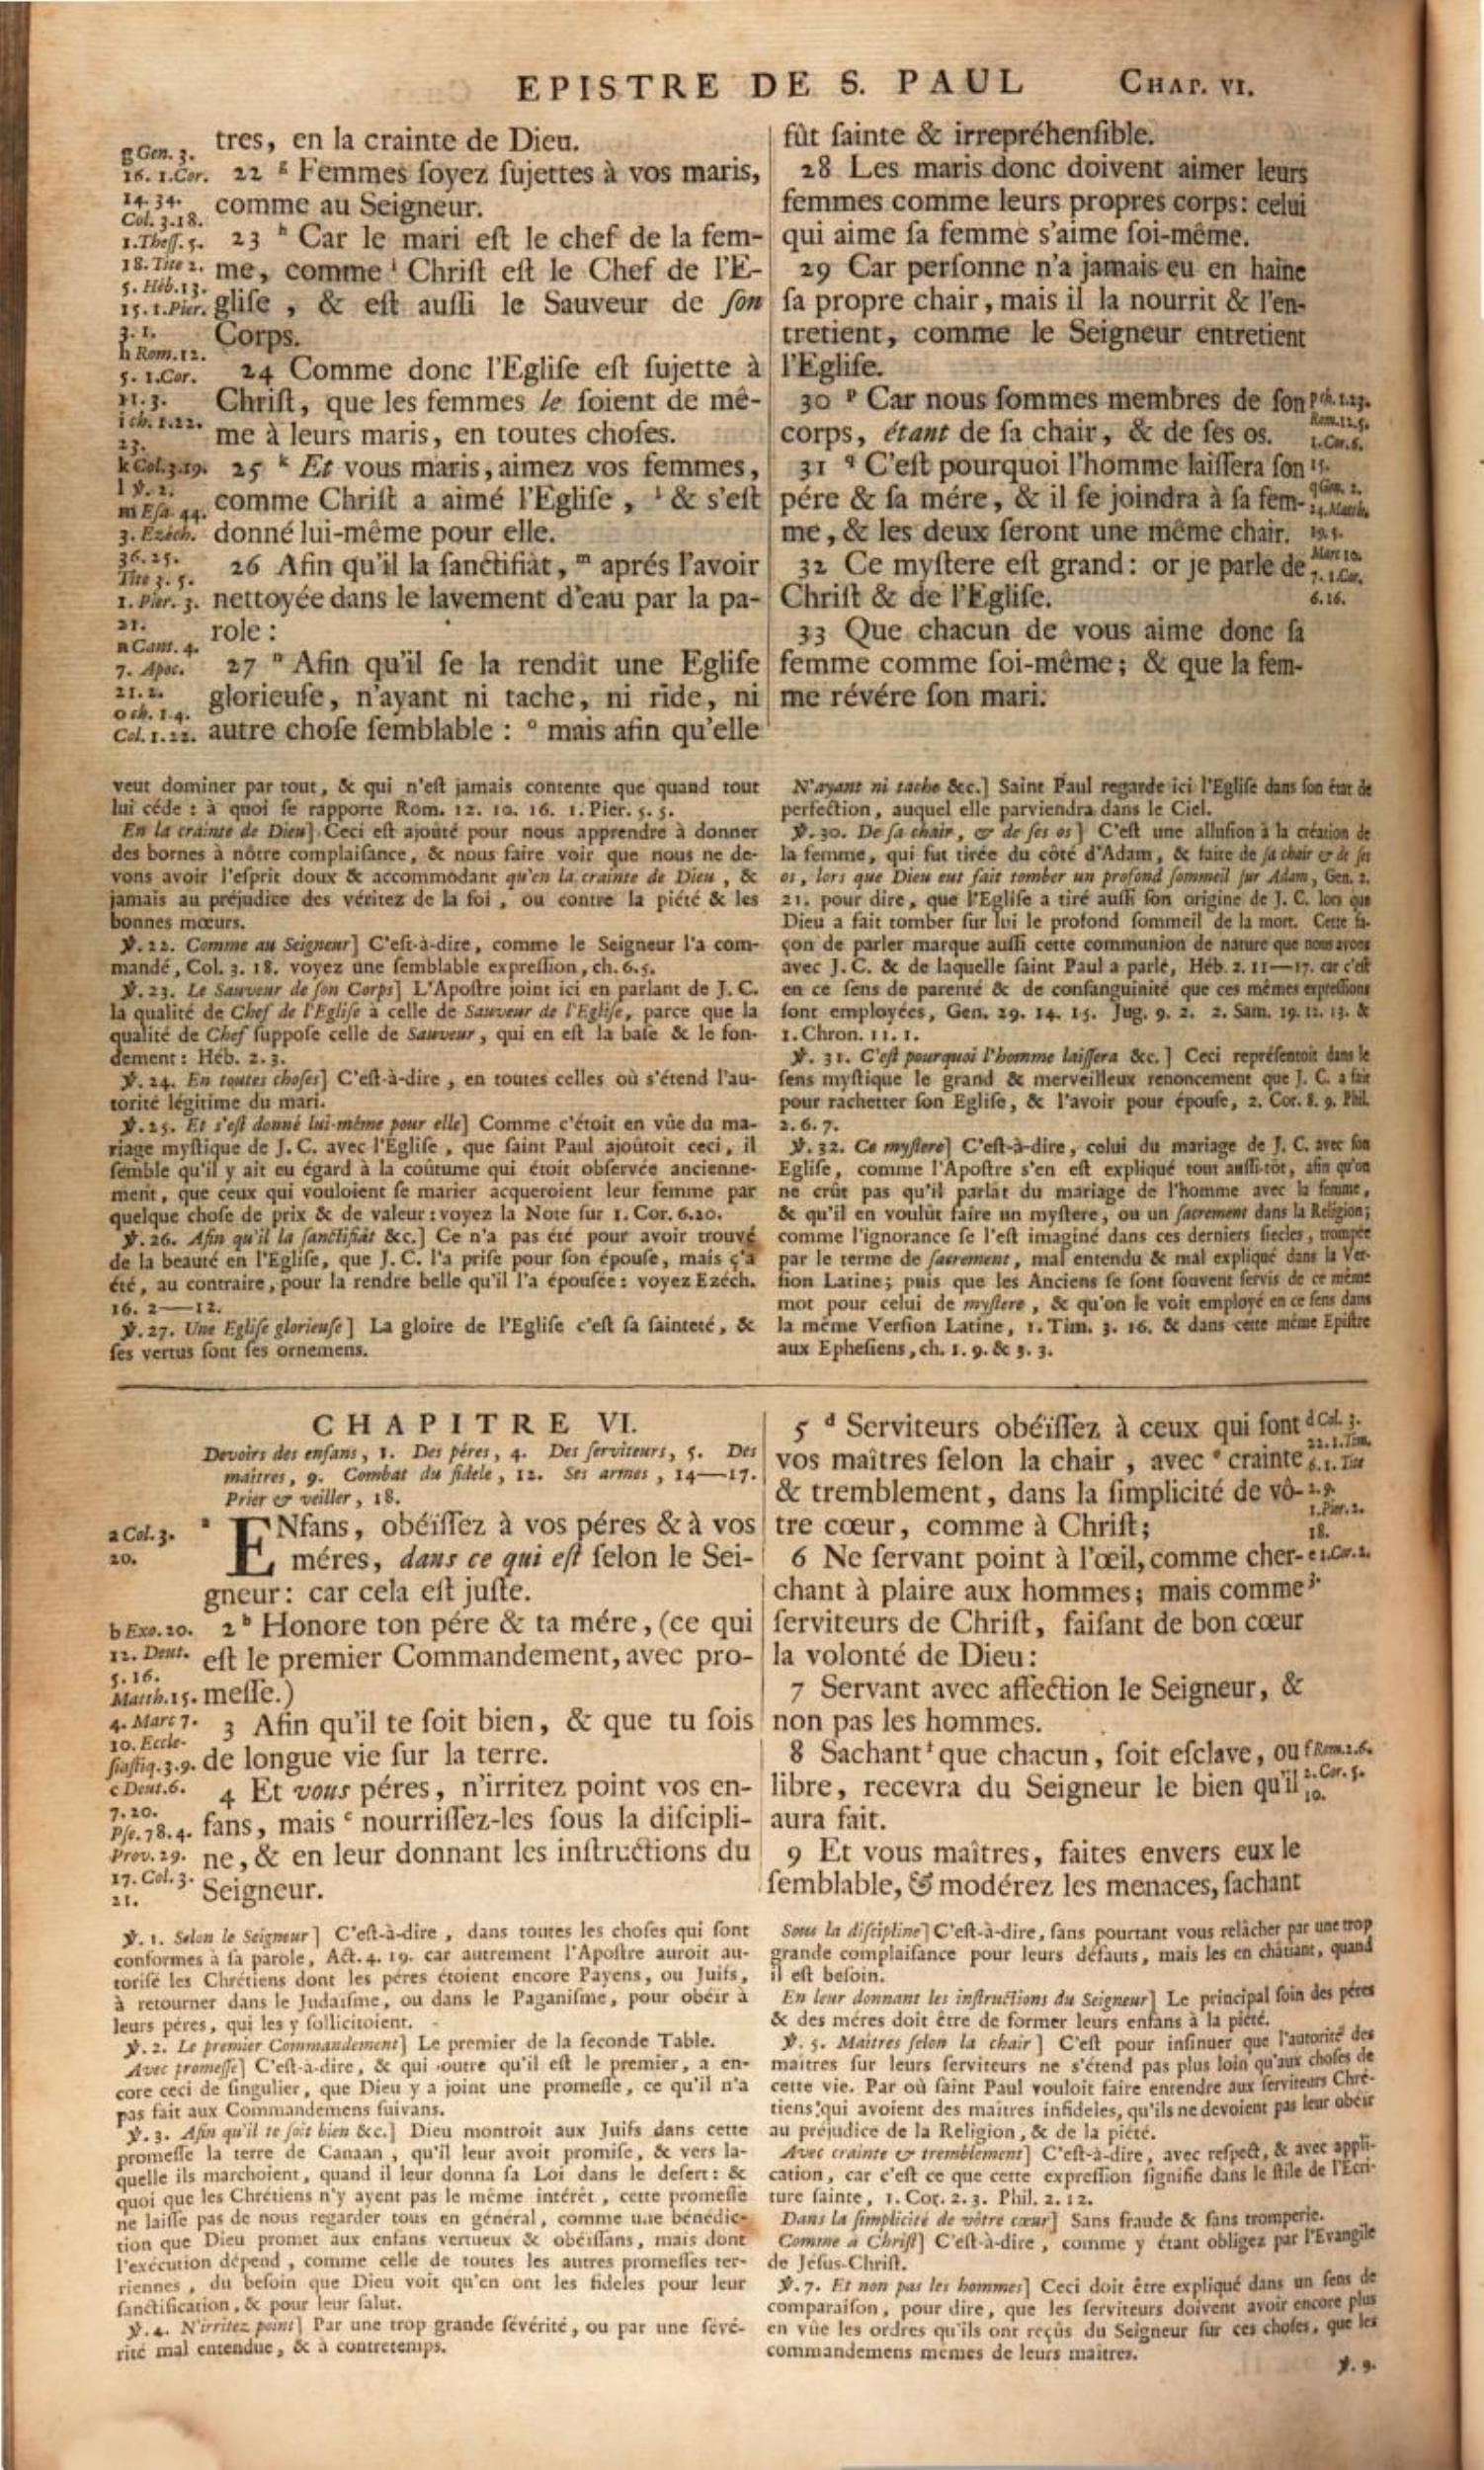 EPISTRE DE S. PAUL CHAP. VI.
g Gen. 3.
16. 1. Cor.
14. 34.
Col. 3. 18.
1. Theſſ. 5.
18. Tite 2.
5. Héb. 13.
15. 1. Pier.
3. 1.
h Rom. 12.
5. 1. Cor.
11. 3.
i ch. 1. 22.
23.
k Col. 3. 19.
l ℣. 2.
m Eſa. 44.
3. Ezéch.
36. 25.
Tite 3. 5.
1. Pier. 3.
21.
n Cant. 4.
7. Apoc.
21. 2.
o ch. 1. 4.
Col. 1. 22.
tres, en la crainte de Dieu.
22 g Femmes ſoyez ſujettes à vos maris,
comme au Seigneur.
23 h Car le mari eſt le chef de la fem-
me, comme i Chriſt eſt le Chef de l'E-
gliſe, & eſt auſſi le Sauveur de ſon
Corps.
24 Comme donc l'Egliſe eſt ſujette à
Chriſt, que les femmes le ſoient de mê-
me à leurs maris, en toutes choſes.
25 k Et vous maris, aimez vos femmes,
comme Chriſt a aimé l'Egliſe, l & s'eſt
donné lui-même pour elle.
26 Afin qu'il la ſanctifiât, m aprés l'avoir
nettoyée dans le lavement d'eau par la pa-
role :
27 n Afin qu'il ſe la rendît une Egliſe
glorieuſe, n'ayant ni tache, ni ride, ni
autre choſe ſemblable : o mais afin qu'elle
fût ſainte & irrepréhenſible.
28 Les maris donc doivent aimer leurs
femmes comme leurs propres corps: celui
qui aime ſa femme s'aime ſoi-même.
29 Car perſonne n'a jamais eu en haine
ſa propre chair, mais il la nourrit & l'en-
tretient, comme le Seigneur entretient
l'Egliſe.
30 p Car nous ſommes membres de ſon
corps, étant de ſa chair, & de ſes os.
31 q C'eſt pourquoi l'homme laiſſera ſon
pére & ſa mére, & il ſe joindra à ſa fem-
me, & les deux ſeront une même chair.
32 Ce myſtere eſt grand: or je parle de
Chriſt & de l'Egliſe.
33 Que chacun de vous aime donc ſa
femme comme ſoi-même; & que la fem-
me révére ſon mari.
p ch. 1. 23.
Rom. 12. 5.
1. Cor. 6.
15.
q Gen. 2.
24. Matth.
19. 5.
Marc 10.
7. 1. Cor.
6. 16.
veut dominer par tout, & qui n'eſt jamais contente que quand tout
lui céde : à quoi ſe rapporte Rom. 12. 10. 16. 1. Pier. 5. 5.
En la crainte de Dieu] Ceci eſt ajoûté pour nous apprendre à donner
des bornes à nôtre complaiſance, & nous faire voir que nous ne de-
vons avoir l'eſprit doux & accommodant qu'en la crainte de Dieu, &
jamais au préjudice des véritez de la foi, ou contre la piété & les
bonnes mœurs.
℣. 22. Comme au Seigneur] C'eſt-à-dire, comme le Seigneur l'a com-
mandé, Col. 3. 18. voyez une ſemblable expreſſion, ch. 6. 5.
℣. 23. Le Sauveur de ſon Corps] L'Apoſtre joint ici en parlant de J. C.
la qualité de Chef de l'Egliſe à celle de Sauveur de l'Egliſe, parce que la
qualité de Chef ſuppoſe celle de Sauveur, qui en eſt la baſe & le fon-
dement : Héb. 2. 3.
℣. 24. En toutes choſes] C'eſt-à-dire, en toutes celles où s'étend l'au-
torité légitime du mari.
℣. 25. Et s'eſt donné lui-même pour elle] Comme c'étoit en vûe du ma-
riage myſtique de J. C. avec l'Egliſe, que ſaint Paul ajoûtoit ceci, il
ſemble qu'il y ait eu égard à la coûtume qui étoit obſervée ancienne-
ment, que ceux qui vouloient ſe marier acqueroient leur femme par
quelque choſe de prix & de valeur : voyez la Note ſur 1. Cor. 6. 20.
℣. 26. Afin qu'il la ſanctifiât &c.] Ce n'a pas été pour avoir trouvé
de la beauté en l'Egliſe, que J. C. l'a priſe pour ſon épouſe, mais ç'a
été, au contraire, pour la rendre belle qu'il l'a épouſée : voyez Ezéch.
16. 2—12.
℣. 27. Une Egliſe glorieuſe] La gloire de l'Egliſe c'eſt ſa ſainteté, &
ſes vertus ſont ſes ornemens.
N'ayant ni tache &c.] Saint Paul regarde ici l'Egliſe dans ſon état de
perfection, auquel elle parviendra dans le Ciel.
℣. 30. De ſa chair, & de ſes os] C'eſt une alluſion à la création de
la femme, qui fut tirée du côté d'Adam, & faite de ſa chair & de ſes
os, lors que Dieu eut fait tomber un profond ſommeil ſur Adam, Gen. 2.
21. pour dire, que l'Egliſe a tiré auſſi ſon origine de J. C. lors que
Dieu a fait tomber ſur lui le profond ſommeil de la mort. Cette fa-
çon de parler marque auſſi cette communion de nature que nous avons
avec J. C. & de laquelle ſaint Paul a parlé, Héb. 2. 11—17. car c'eſt
en ce ſens de parenté & de conſanguinité que ces mêmes expreſſions
ſont employées, Gen. 29. 14. 15. Jug. 9. 2. 2. Sam. 19. 12. 13. &
1. Chron. 11. 1.
℣. 31. C'eſt pourquoi l'homme laiſſera &c.] Ceci repréſentoit dans le
ſens myſtique le grand & merveilleux renoncement que J. C. a fait
pour rachetter ſon Egliſe, & l'avoir pour épouſe, 2. Cor. 8. 9. Phil.
2. 6. 7.
℣. 32. Ce myſtere] C'eſt-à-dire, celui du mariage de J. C. avec ſon
Egliſe, comme l'Apoſtre s'en eſt expliqué tout auſſi-tôt, afin qu'on
ne crût pas qu'il parlât du mariage de l'homme avec la femme,
& qu'il en voulût faire un myſtere, ou un ſacrement dans la Religion;
comme l'ignorance ſe l'eſt imaginé dans ces derniers ſiecles, trompée
par le terme de ſacrement, mal entendu & mal expliqué dans la Ver-
ſion Latine; puis que les Anciens ſe ſont ſouvent ſervis de ce même
mot pour celui de myſtere, & qu'on le voit employé en ce ſens dans
la même Verſion Latine, 1. Tim. 3. 16. & dans cette même Epiſtre
aux Epheſiens, ch. 1. 9. & 3. 3.
CHAPITRE VI.
Devoirs des enfans, 1. Des péres, 4. Des ſerviteurs, 5. Des
maîtres, 9. Combat du fidele, 12. Ses armes, 14—17.
Prier & veiller, 18.
a Col. 3.
20.
b Exo. 20.
12. Deut.
5. 16.
Matth. 15.
4. Marc 7.
10. Eccle-
ſiaſtiq. 3. 9.
c Deut. 6.
7. 20.
Pſe. 78. 4.
Prov. 29.
17. Col. 3.
21.
a ENfans, obéïſſez à vos péres & à vos
méres, dans ce qui eſt ſelon le Sei-
gneur: car cela eſt juſte.
2 b Honore ton pére & ta mére, (ce qui
eſt le premier Commandement, avec pro-
meſſe.)
3 Afin qu'il te ſoit bien, & que tu ſois
de longue vie ſur la terre.
4 Et vous péres, n'irritez point vos en-
fans, mais c nourriſſez-les ſous la diſcipli-
ne, & en leur donnant les inſtructions du
Seigneur.
5 d Serviteurs obéïſſez à ceux qui ſont
vos maîtres ſelon la chair, avec e crainte
& tremblement, dans la ſimplicité de vô-
tre cœur, comme à Chriſt;
6 Ne ſervant point à l'œil, comme cher-
chant à plaire aux hommes; mais comme
ſerviteurs de Chriſt, faiſant de bon cœur
la volonté de Dieu:
7 Servant avec affection le Seigneur, &
non pas les hommes.
8 Sachant f que chacun, ſoit eſclave, ou
libre, recevra du Seigneur le bien qu'il
aura fait.
9 Et vous maîtres, faites envers eux le
ſemblable, & modérez les menaces, ſachant
d Col. 3.
22. 1. Tim.
6. 1. Tite
2. 9.
1. Pier. 2.
18.
e 1. Cor. 2.
3.
f Rom. 2. 6.
2. Cor. 5.
10.
℣. 1. Selon le Seigneur] C'eſt-à-dire, dans toutes les choſes qui ſont
conformes à ſa parole, Act. 4. 19. car autrement l'Apoſtre auroit au-
toriſé les Chrétiens dont les péres étoient encore Payens, ou Juifs,
à retourner dans le Judaïſme, ou dans le Paganiſme, pour obéir à
leurs péres, qui les y ſollicitoient.
℣. 2. Le premier Commandement] Le premier de la ſeconde Table.
Avec promeſſe] C'eſt-à-dire, & qui outre qu'il eſt le premier, a en-
core ceci de ſingulier, que Dieu y a joint une promeſſe, ce qu'il n'a
pas fait aux Commandemens ſuivans.
℣. 3. Afin qu'il te ſoit bien &c.] Dieu montroit aux Juifs dans cette
promeſſe la terre de Canaan, qu'il leur avoit promiſe, & vers la-
quelle ils marchoient, quand il leur donna ſa Loi dans le deſert: &
quoi que les Chrétiens n'y ayent pas le même intérêt, cette promeſſe
ne laiſſe pas de nous regarder tous en général, comme une bénédic-
tion que Dieu promet aux enfans vertueux & obéiſſans, mais dont
l'exécution dépend, comme celle de toutes les autres promeſſes ter-
riennes, du beſoin que Dieu voit qu'en ont les fideles pour leur
ſanctification, & pour leur ſalut.
℣. 4. N'irritez point] Par une trop grande ſévérité, ou par une ſévé-
rité mal entendue, & à contretemps.
Sous la diſcipline] C'eſt-à-dire, ſans pourtant vous relâcher par une trop
grande complaiſance pour leurs défauts, mais les en châtiant, quand
il eſt beſoin.
En leur donnant les inſtructions du Seigneur] Le principal ſoin des péres
& des méres doit être de former leurs enfans à la piété.
℣. 5. Maîtres ſelon la chair] C'eſt pour inſinuer que l'autorité des
maîtres ſur leurs ſerviteurs ne s'étend pas plus loin qu'aux choſes de
cette vie. Par où ſaint Paul vouloit faire entendre aux ſerviteurs Chré-
tiens qui avoient des maîtres infideles, qu'ils ne devoient pas leur obéir
au préjudice de la Religion, & de la piété.
Avec crainte & tremblement] C'eſt-à-dire, avec reſpect, & avec appli-
cation, car c'eſt ce que cette expreſſion ſignifie dans le ſtile de l'Ecri-
ture ſainte, 1. Cor. 2. 3. Phil. 2. 12.
Dans la ſimplicité de vôtre cœur] Sans fraude & ſans tromperie.
Comme à Chriſt] C'eſt-à-dire, comme y étant obligez par l'Evangile
de Jéſus-Chriſt.
℣. 7. Et non pas les hommes] Ceci doit être expliqué dans un ſens de
comparaiſon, pour dire, que les ſerviteurs doivent avoir encore plus
en vûe les ordres qu'ils ont reçûs du Seigneur ſur ces choſes, que les
commandemens mêmes de leurs maîtres.
℣. 9.